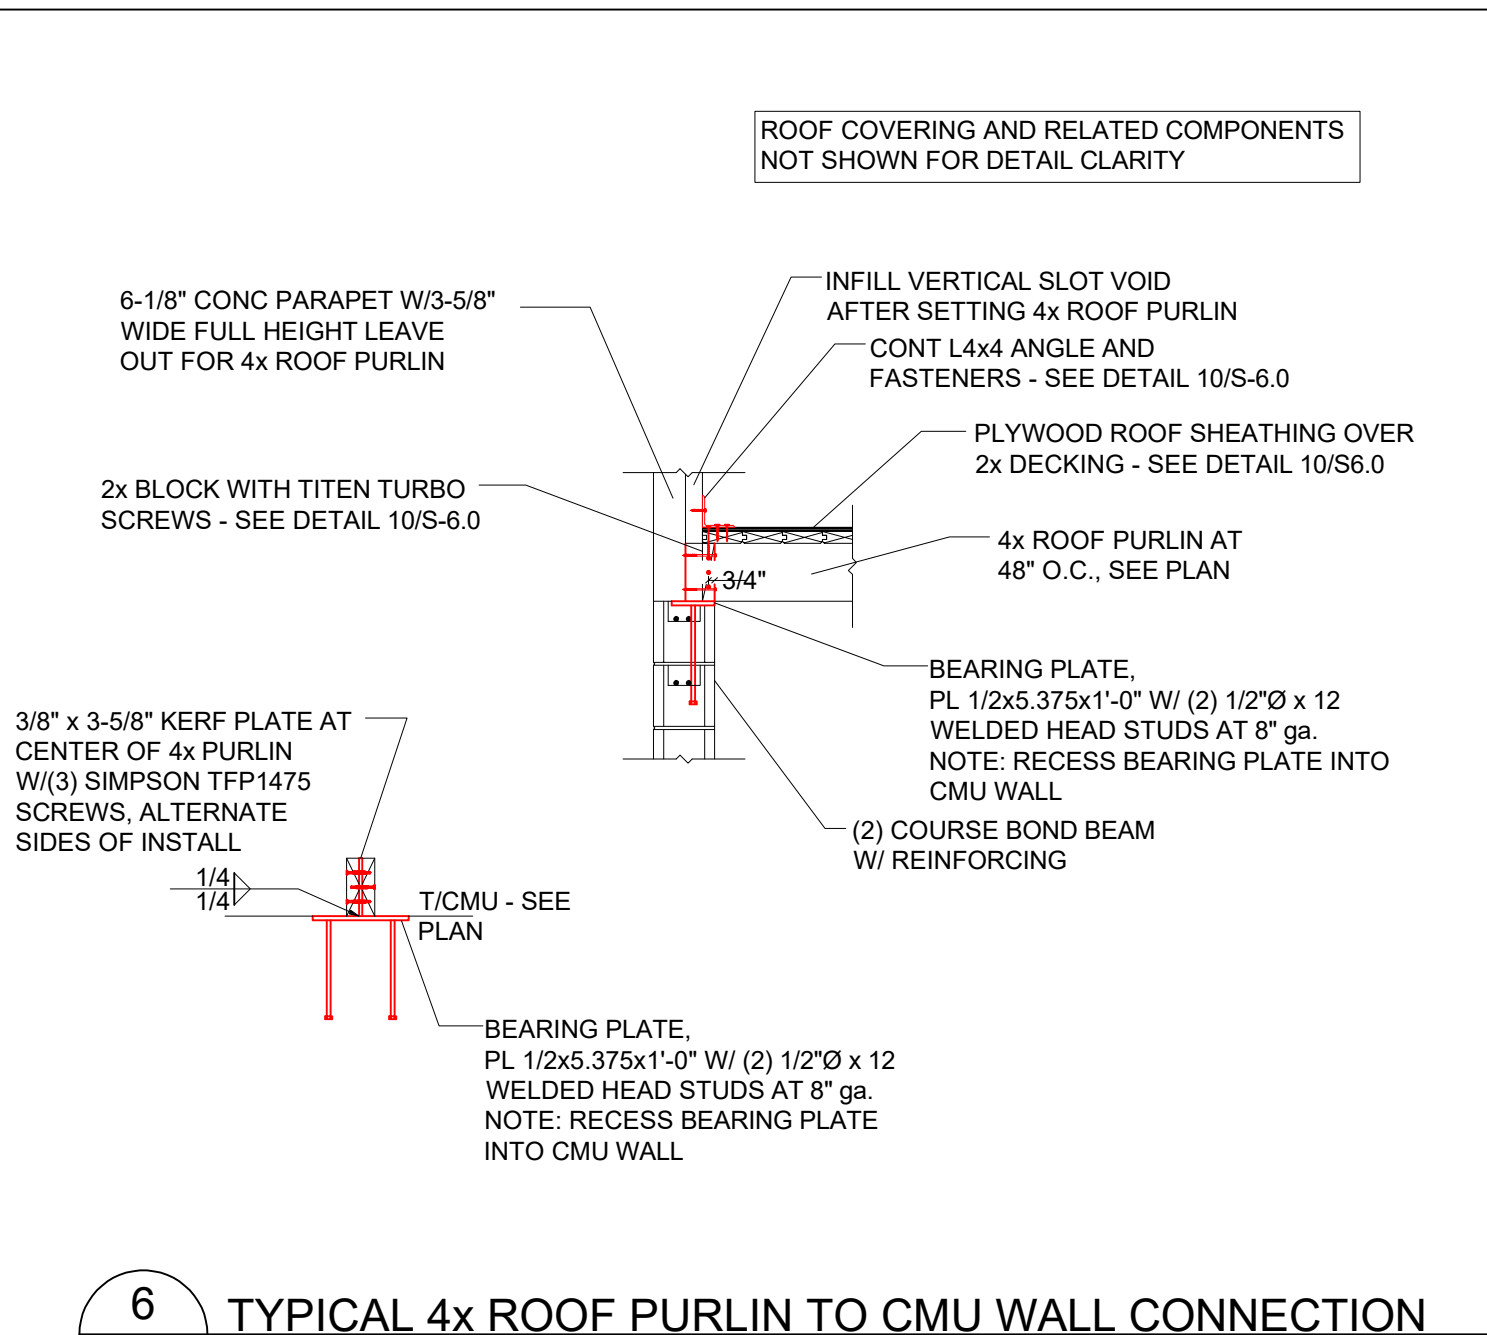 ROOF COVERING AND RELATED COMPONENTS
NOT SHOWN FOR DETAIL CLARITY
6-1/8" CONC PARAPET W/3-5/8"
WIDE FULL HEIGHT LEAVE
OUT FOR 4x ROOF PURLIN
INFILL VERTICAL SLOT VOID
AFTER SETTING 4x ROOF PURLIN
CONT L4x4 ANGLE AND
FASTENERS - SEE DETAIL 10/S-6.0
PLYWOOD ROOF SHEATHING OVER
2x DECKING - SEE DETAIL 10/S6.0
2x BLOCK WITH TITEN TURBO
SCREWS - SEE DETAIL 10/S-6.0
4x ROOF PURLIN AT
48" O.C., SEE PLAN
3/4"
BEARING PLATE,
PL 1/2x5.375x1'-0" W/ (2) 1/2"Ø x 12
WELDED HEAD STUDS AT 8" ga.
NOTE: RECESS BEARING PLATE INTO
CMU WALL
(2) COURSE BOND BEAM
W/ REINFORCING
3/8" x 3-5/8" KERF PLATE AT
CENTER OF 4x PURLIN
W/(3) SIMPSON TFP1475
SCREWS, ALTERNATE
SIDES OF INSTALL
1/4
1/4
T/CMU - SEE
PLAN
BEARING PLATE,
PL 1/2x5.375x1'-0" W/ (2) 1/2"Ø x 12
WELDED HEAD STUDS AT 8" ga.
NOTE: RECESS BEARING PLATE
INTO CMU WALL
6
TYPICAL 4x ROOF PURLIN TO CMU WALL CONNECTION